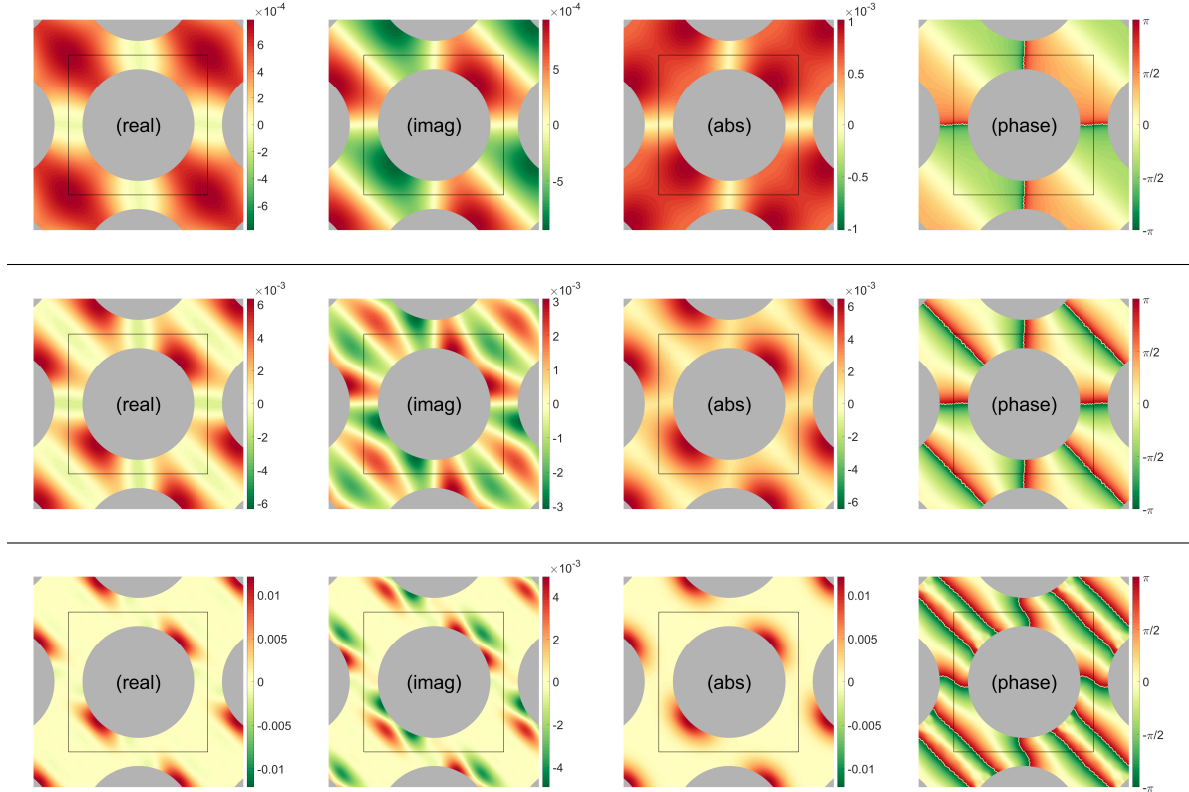 ×10⁻⁴ ×10⁻⁴ ×10⁻³
6 4 2 0 -2 -4 -6
5 0 -5
1 0.5 0 -0.5 -1
π π/2 0 -π/2 -π
(real) (imag) (abs) (phase)
×10⁻³ ×10⁻³ ×10⁻³
6 4 2 0 -2 -4 -6
3 2 1 0 -1 -2 -3
6 4 2 0 -2 -4 -6
π π/2 0 -π/2 -π
(real) (imag) (abs) (phase)
×10⁻³
0.01 0.005 0 -0.005 -0.01
4 2 0 -2 -4
0.01 0.005 0 -0.005 -0.01
π π/2 0 -π/2 -π
(real) (imag) (abs) (phase)